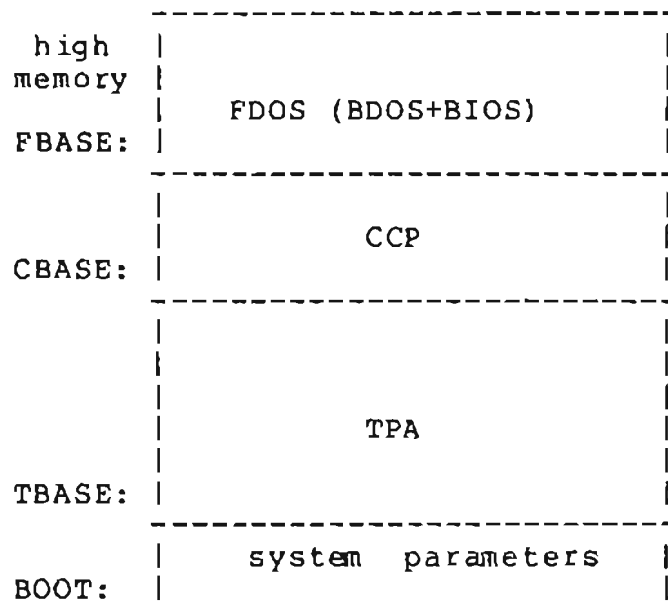 high
memory
FDOS (BDOS+BIOS)
FBASE:
CCP
CBASE:
TPA
TBASE:
system parameters
BOOT: